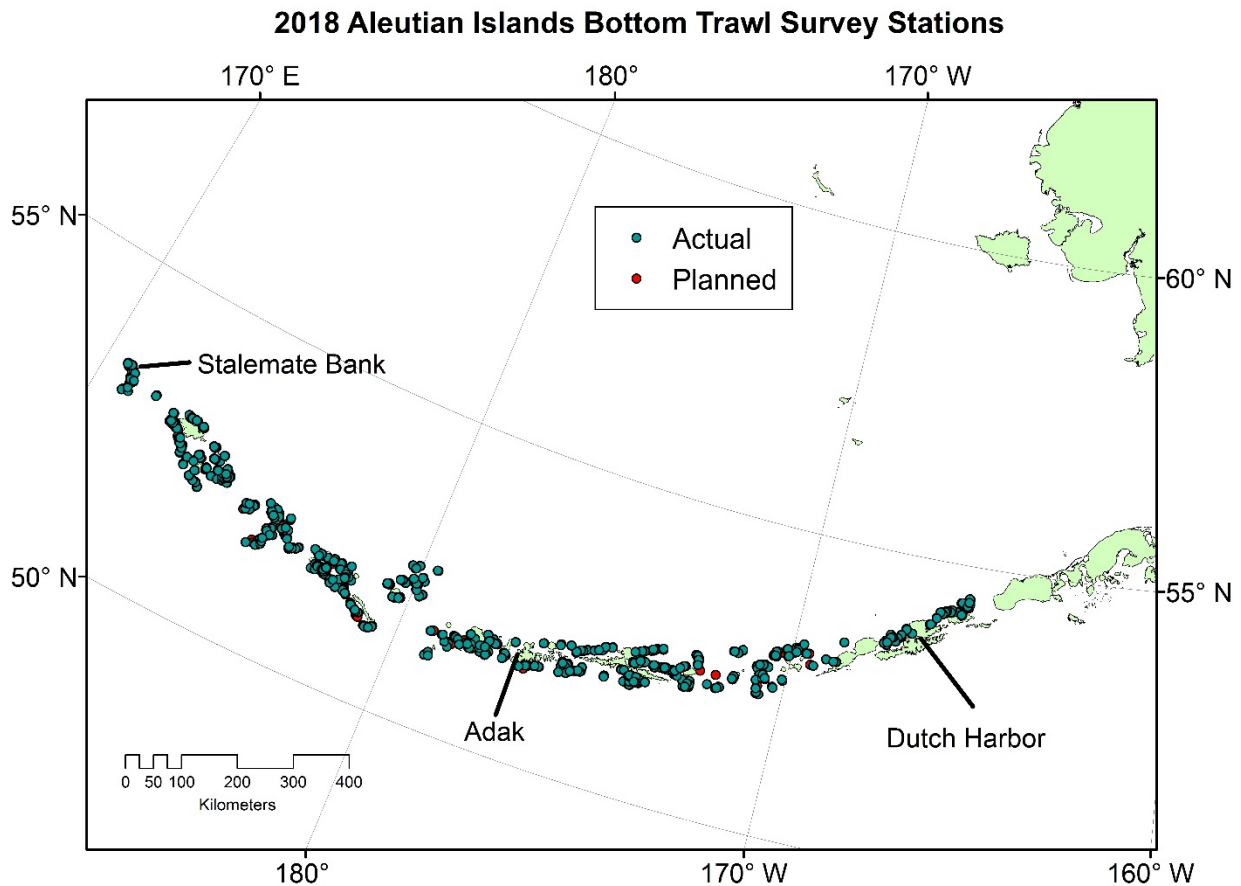 2018 Aleutian Islands Bottom Trawl Survey Stations
170° E
180°
170° W
55° N
Actual
Planned
60° N
Stalemate Bank
50° N
55° N
Adak
Dutch Harbor
0 50 100 200 300 400
Kilometers
180°
170° W
160° W